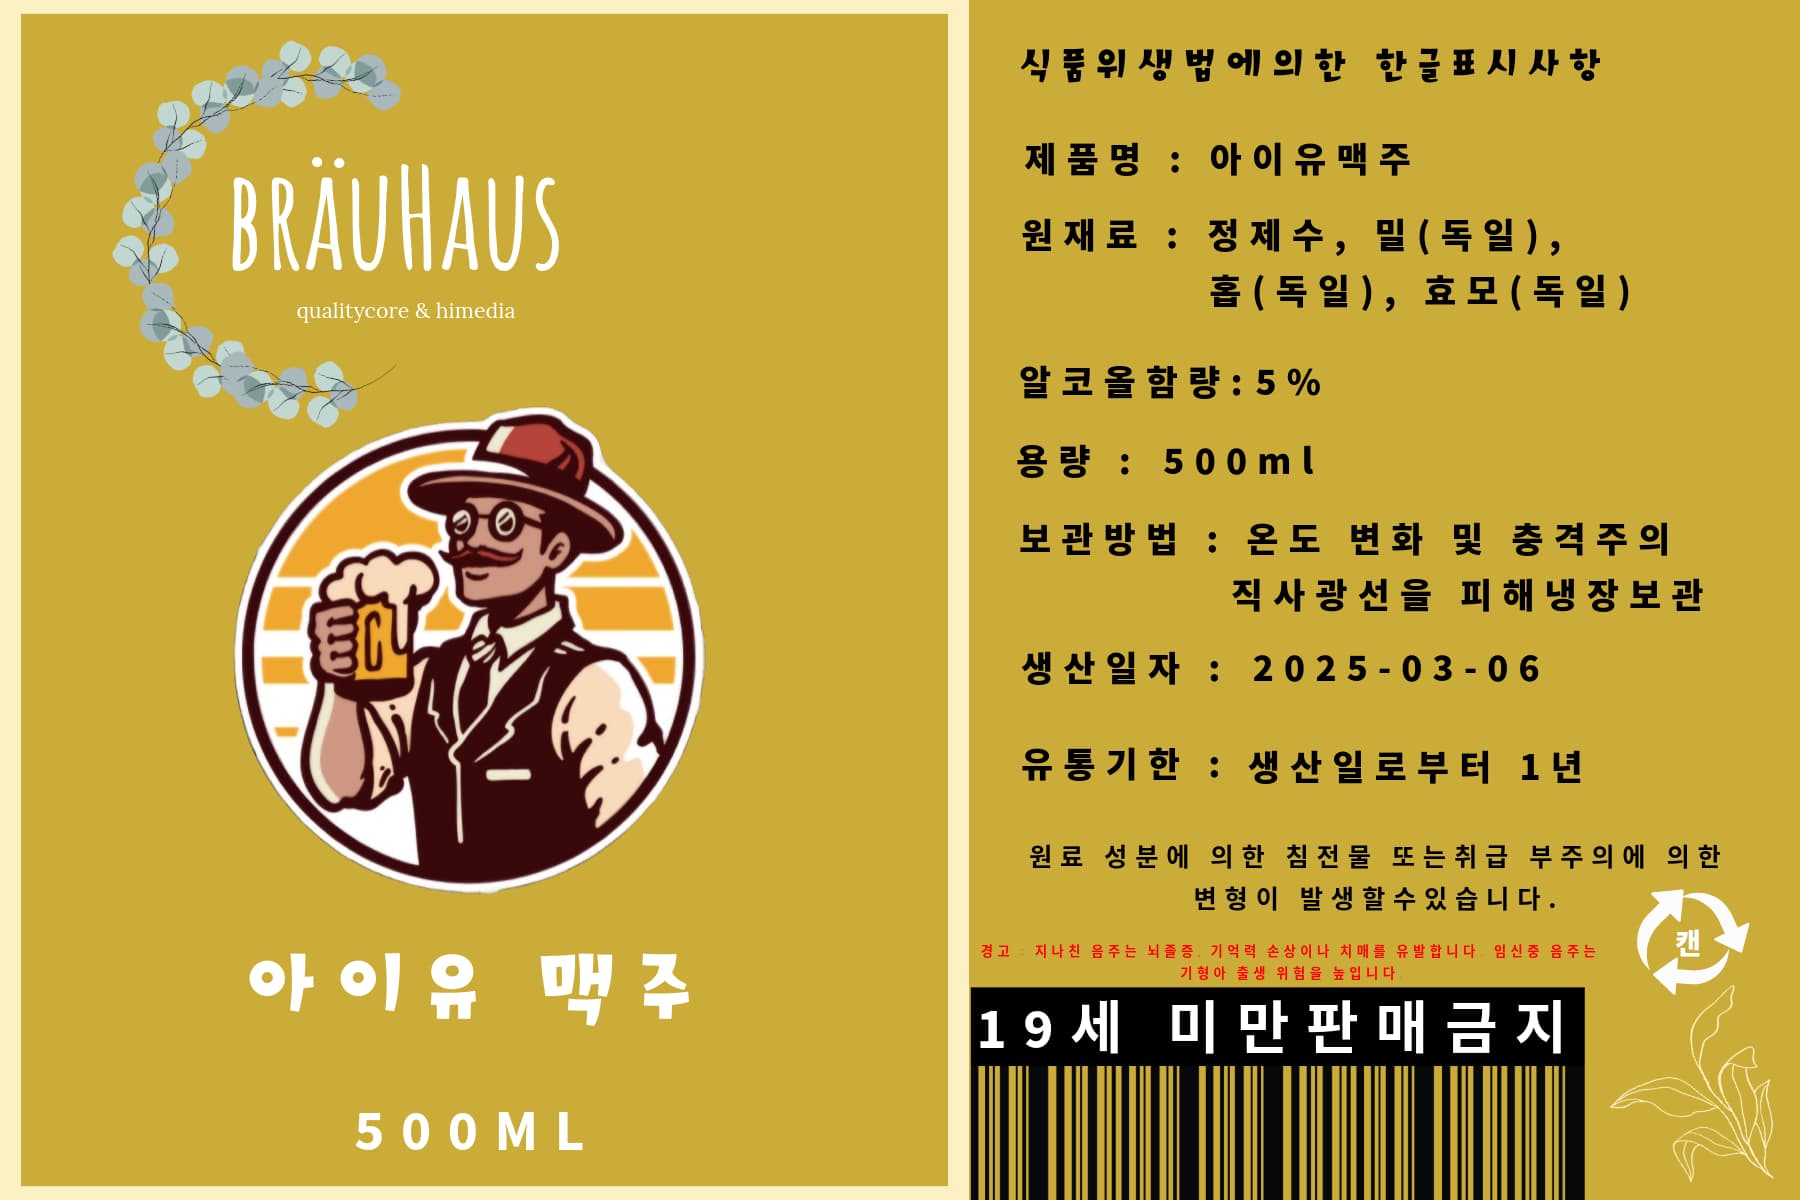 BRÄUHAUS
qualitycore & himedia
아이유 맥주
500ML
식품위생법에의한 한글표시사항
제품명 : 아이유맥주
원재료 : 정제수, 밀(독일),
홉(독일), 효모(독일)
알코올함량:5%
용량 : 500ml
보관방법 : 온도 변화 및 충격주의
직사광선을 피해냉장보관
생산일자 : 2025-03-06
유통기한 : 생산일로부터 1년
원료 성분에 의한 침전물 또는취급 부주의에 의한
변형이 발생할수있습니다.
캔
경고 : 지나친 음주는 뇌졸증, 기억력 손상이나 치매를 유발합니다. 임신중 음주는
기형아 출생 위험을 높입니다.
19세 미만판매금지